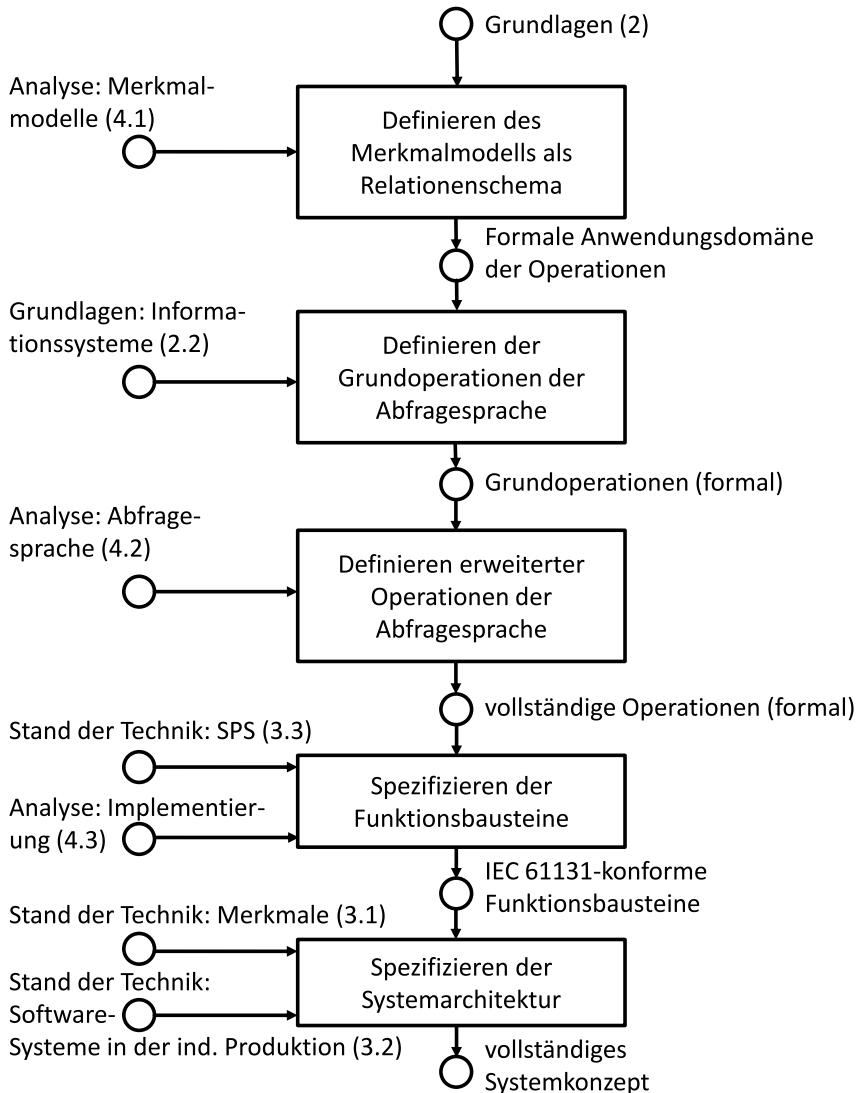 Grundlagen (2)
Analyse: Merkmal-
modelle (4.1)
Definieren des
Merkmalmodells als
Relationenschema
Formale Anwendungsdomäne
der Operationen
Grundlagen: Informa-
tionssysteme (2.2)
Definieren der
Grundoperationen der
Abfragesprache
Grundoperationen (formal)
Analyse: Abfrage-
sprache (4.2)
Definieren erweiterter
Operationen der
Abfragesprache
vollständige Operationen (formal)
Stand der Technik: SPS (3.3)
Analyse: Implementier-
ung (4.3)
Spezifizieren der
Funktionsbausteine
IEC 61131-konforme
Funktionsbausteine
Stand der Technik: Merkmale (3.1)
Stand der Technik:
Software-
Systeme in der ind. Produktion (3.2)
Spezifizieren der
Systemarchitektur
vollständiges
Systemkonzept